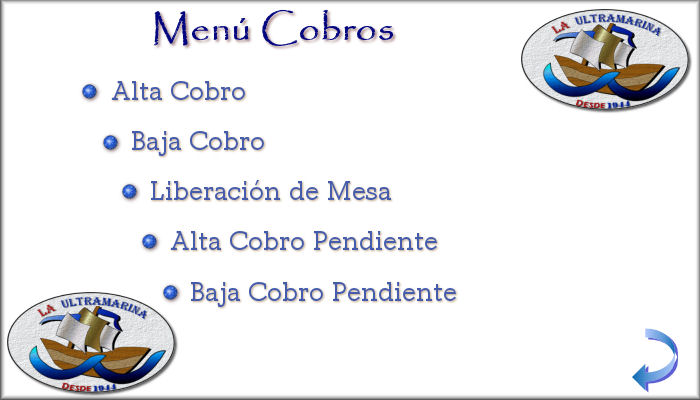 Menú Cobros
LA ULTRAMARINA
DESDE 1944
Alta Cobro
Baja Cobro
Liberación de Mesa
Alta Cobro Pendiente
Baja Cobro Pendiente
LA ULTRAMARINA
DESDE 1944